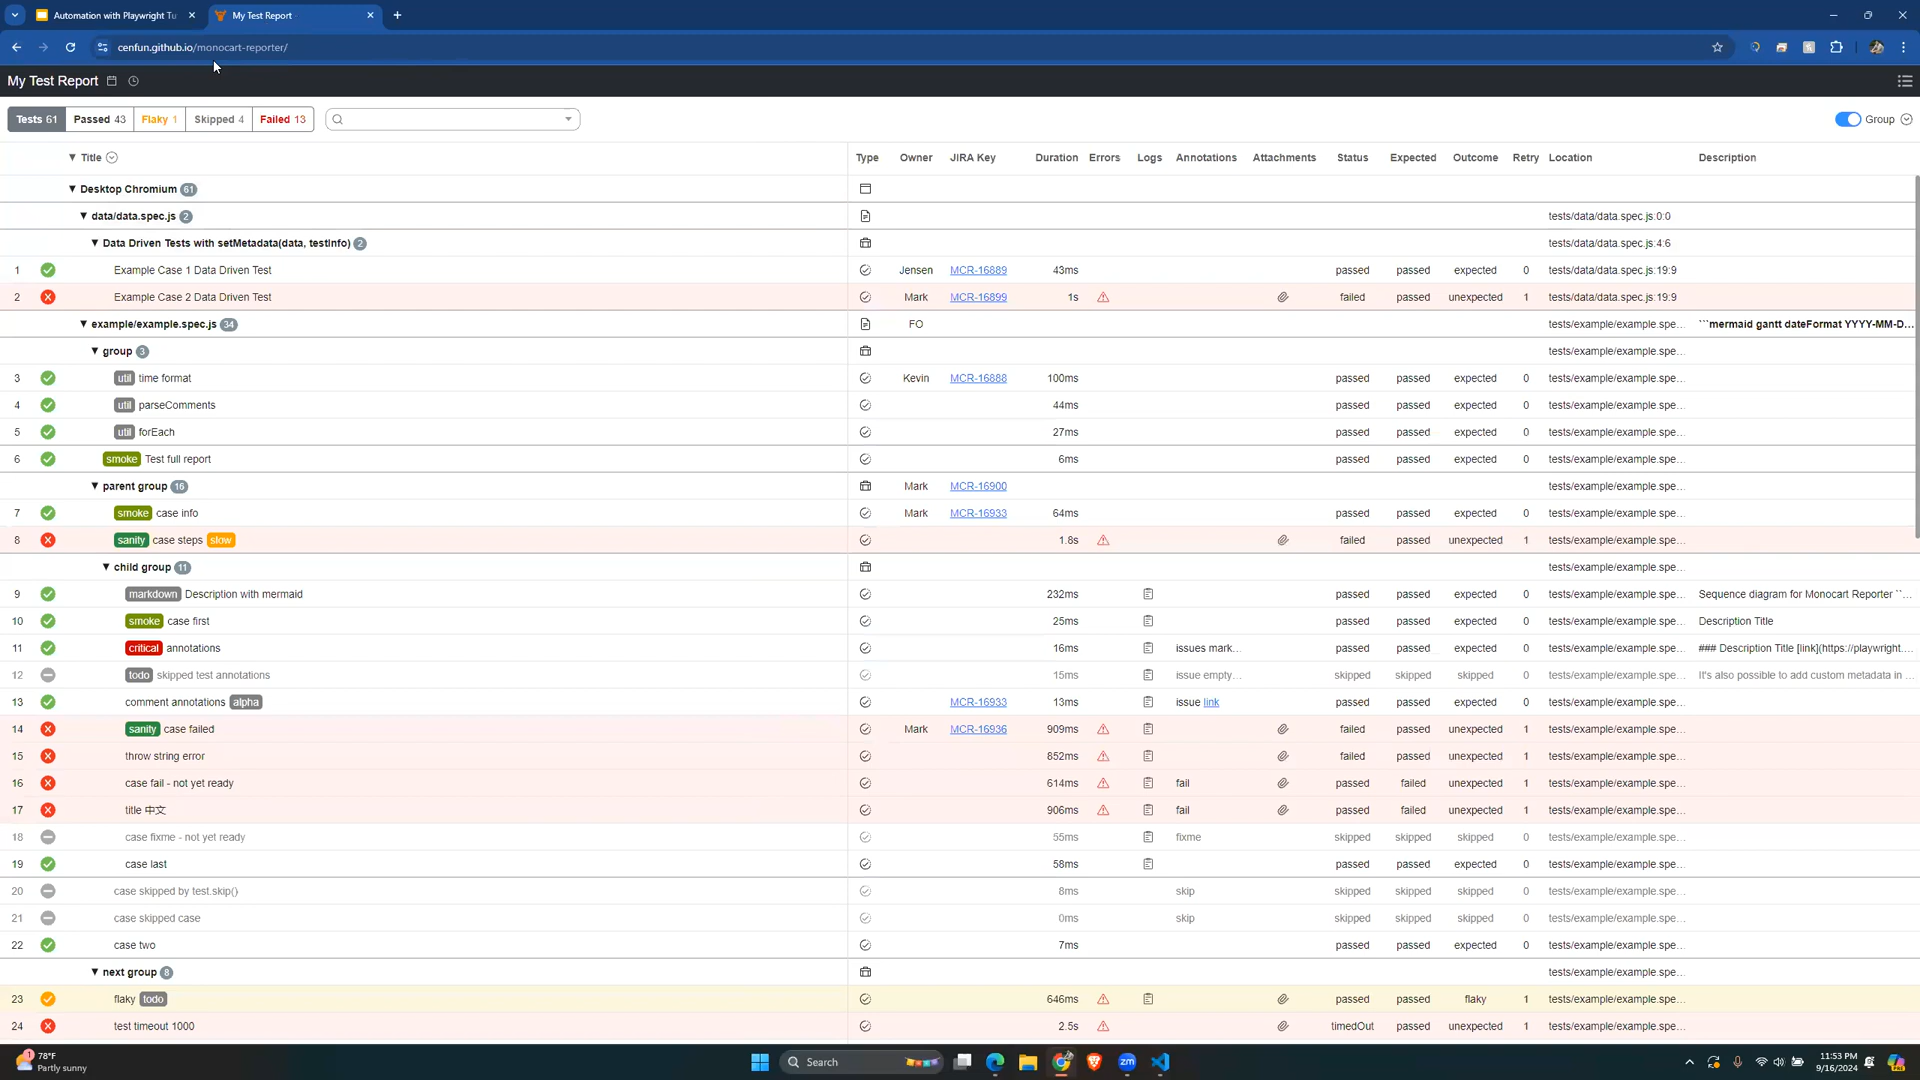 Automation with Playwright Tu
My Test Report
cenfun.github.io/monocart-reporter/
My Test Report
Tests 61 Passed 43 Flaky 1 Skipped 4 Failed 13
Group
Title Type Owner JIRA Key Duration Errors Logs Annotations Attachments Status Expected Outcome Retry Location Description
Desktop Chromium 61
data/data.spec.js 2 tests/data/data.spec.js:0:0
Data Driven Tests with setMetadata(data, testInfo) 2 tests/data/data.spec.js:4:6
1 Example Case 1 Data Driven Test Jensen MCR-16889 43ms passed passed expected 0 tests/data/data.spec.js:19:9
2 Example Case 2 Data Driven Test Mark MCR-16899 1s failed passed unexpected 1 tests/data/data.spec.js:19:9
example/example.spec.js 34 FO tests/example/example.spe... ```mermaid gantt dateFormat YYYY-MM-D...
group 3 tests/example/example.spe...
3 util time format Kevin MCR-16888 100ms passed passed expected 0 tests/example/example.spe...
4 util parseComments 44ms passed passed expected 0 tests/example/example.spe...
5 util forEach 27ms passed passed expected 0 tests/example/example.spe...
6 smoke Test full report 6ms passed passed expected 0 tests/example/example.spe...
parent group 16 Mark MCR-16900 tests/example/example.spe...
7 smoke case info Mark MCR-16933 64ms passed passed expected 0 tests/example/example.spe...
8 sanity case steps slow 1.8s failed passed unexpected 1 tests/example/example.spe...
child group 11 tests/example/example.spe...
9 markdown Description with mermaid 232ms passed passed expected 0 tests/example/example.spe... Sequence diagram for Monocart Reporter ``...
10 smoke case first 25ms passed passed expected 0 tests/example/example.spe... Description Title
11 critical annotations 16ms issues mark... passed passed expected 0 tests/example/example.spe... ### Description Title [link](https://playwright....
12 todo skipped test annotations 15ms issue empty... skipped skipped skipped 0 tests/example/example.spe... It's also possible to add custom metadata in ...
13 comment annotations alpha MCR-16933 13ms issue link passed passed expected 0 tests/example/example.spe...
14 sanity case failed Mark MCR-16936 909ms failed passed unexpected 1 tests/example/example.spe...
15 throw string error 852ms failed passed unexpected 1 tests/example/example.spe...
16 case fail - not yet ready 614ms fail passed failed unexpected 1 tests/example/example.spe...
17 title 中文 906ms fail passed failed unexpected 1 tests/example/example.spe...
18 case fixme - not yet ready 55ms fixme skipped skipped skipped 0 tests/example/example.spe...
19 case last 58ms passed passed expected 0 tests/example/example.spe...
20 case skipped by test.skip() 8ms skip skipped skipped skipped 0 tests/example/example.spe...
21 case skipped case 0ms skip skipped skipped skipped 0 tests/example/example.spe...
22 case two 7ms passed passed expected 0 tests/example/example.spe...
next group 8 tests/example/example.spe...
23 flaky todo 646ms passed passed flaky 1 tests/example/example.spe...
24 test timeout 1000 2.5s timedOut passed unexpected 1 tests/example/example.spe...
1 78°F
Partly sunny
Search
zm
11:53 PM
9/16/2024